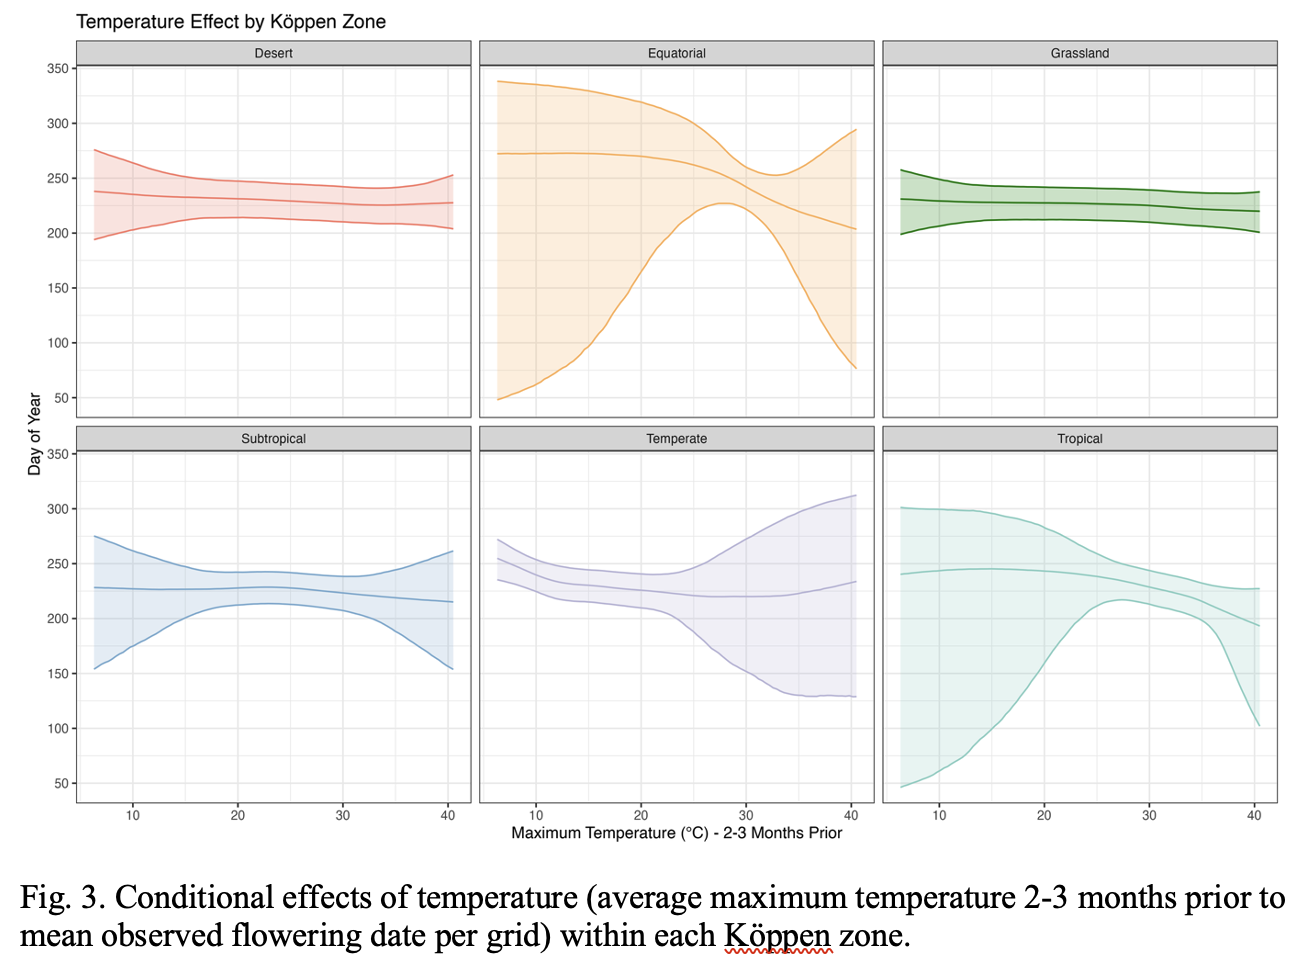 Temperature Effect by Köppen Zone
Desert
Equatorial
Grassland
350
300
250
200
150
100
50
Day of Year
Subtropical
Temperate
Tropical
350
300
250
200
150
100
50
10 20 30 40
10 20 30 40
10 20 30 40
Maximum Temperature (°C) - 2-3 Months Prior
Fig. 3. Conditional effects of temperature (average maximum temperature 2-3 months prior to
mean observed flowering date per grid) within each Köppen zone.